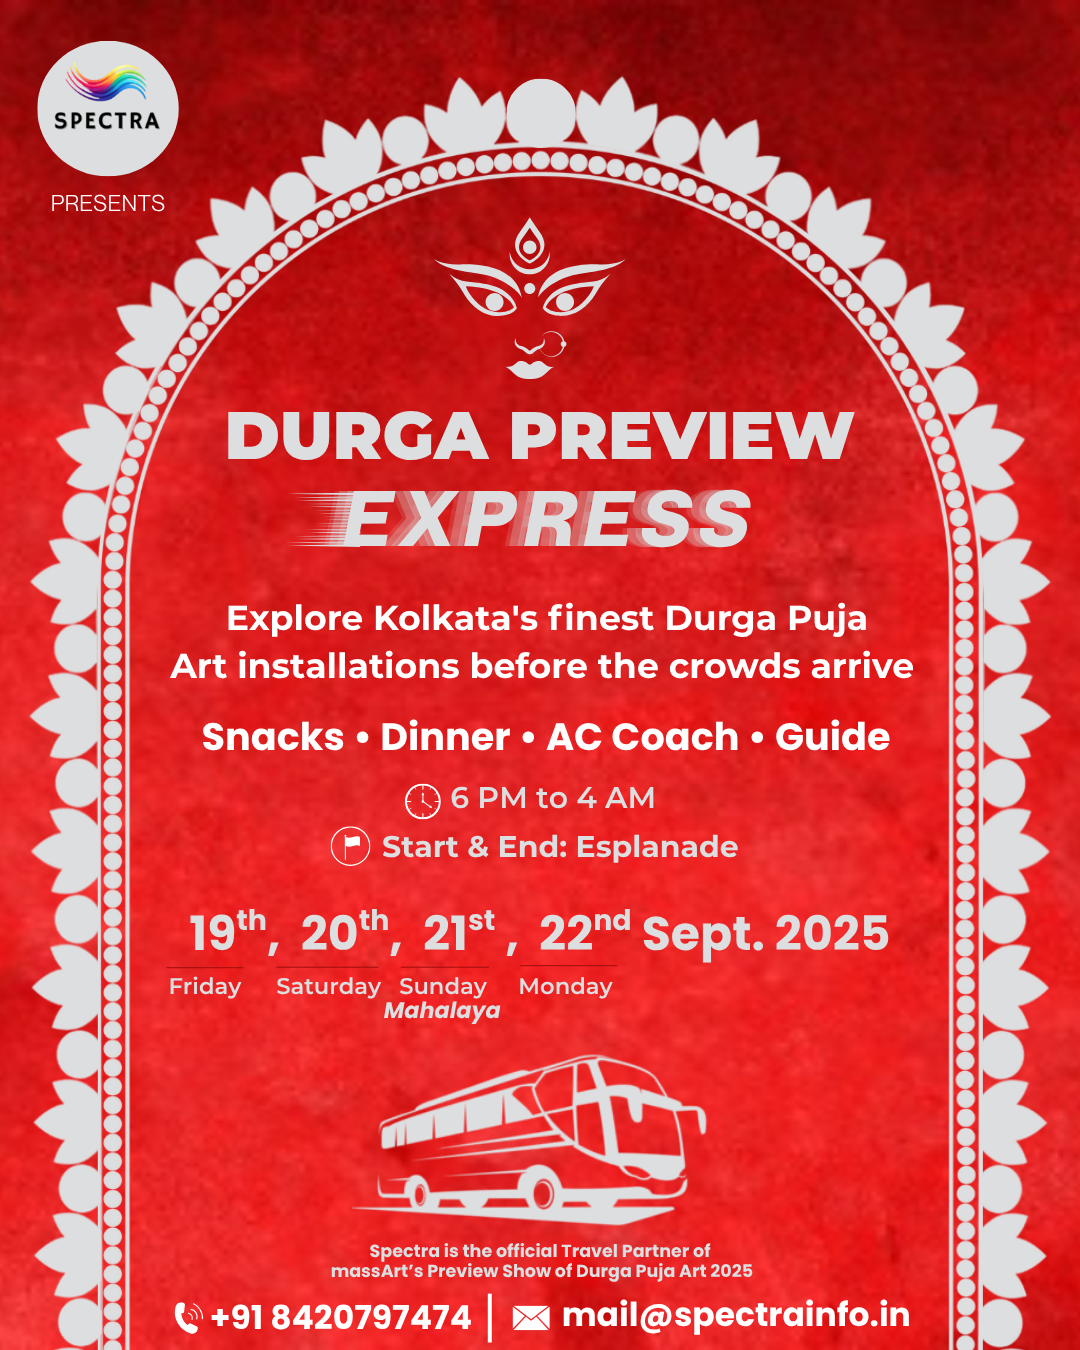 SPECTRA
PRESENTS
DURGA PREVIEW
EXPRESS
Explore Kolkata's finest Durga Puja
Art installations before the crowds arrive
Snacks • Dinner • AC Coach • Guide
6 PM to 4 AM
Start & End: Esplanade
19th, 20th, 21st, 22nd Sept. 2025
Friday Saturday Sunday Monday
Mahalaya
Spectra is the official Travel Partner of
massArt’s Preview Show of Durga Puja Art 2025
+91 8420797474 | mail@spectrainfo.in